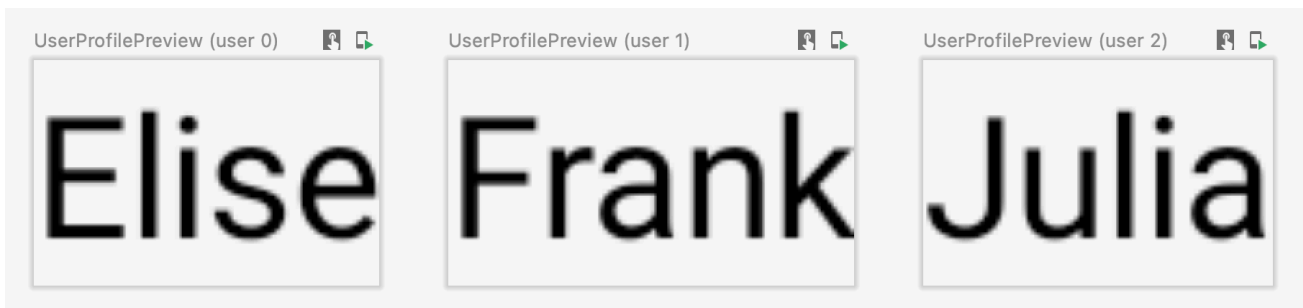 UserProfilePreview (user 0)
Elise
UserProfilePreview (user 1)
Frank
UserProfilePreview (user 2)
Julia